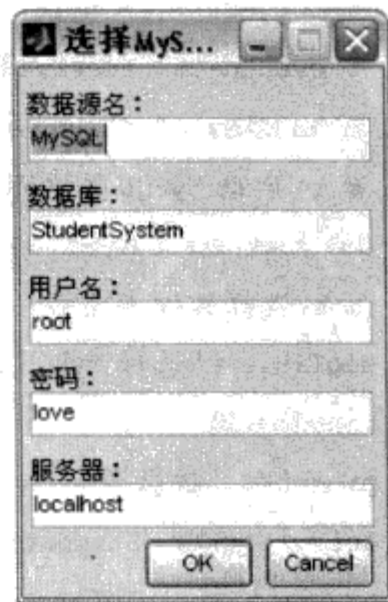 选择MyS...
数据源名：
MySQL
数据库：
StudentSystem
用户名：
root
密码：
love
服务器：
localhost
OK
Cancel